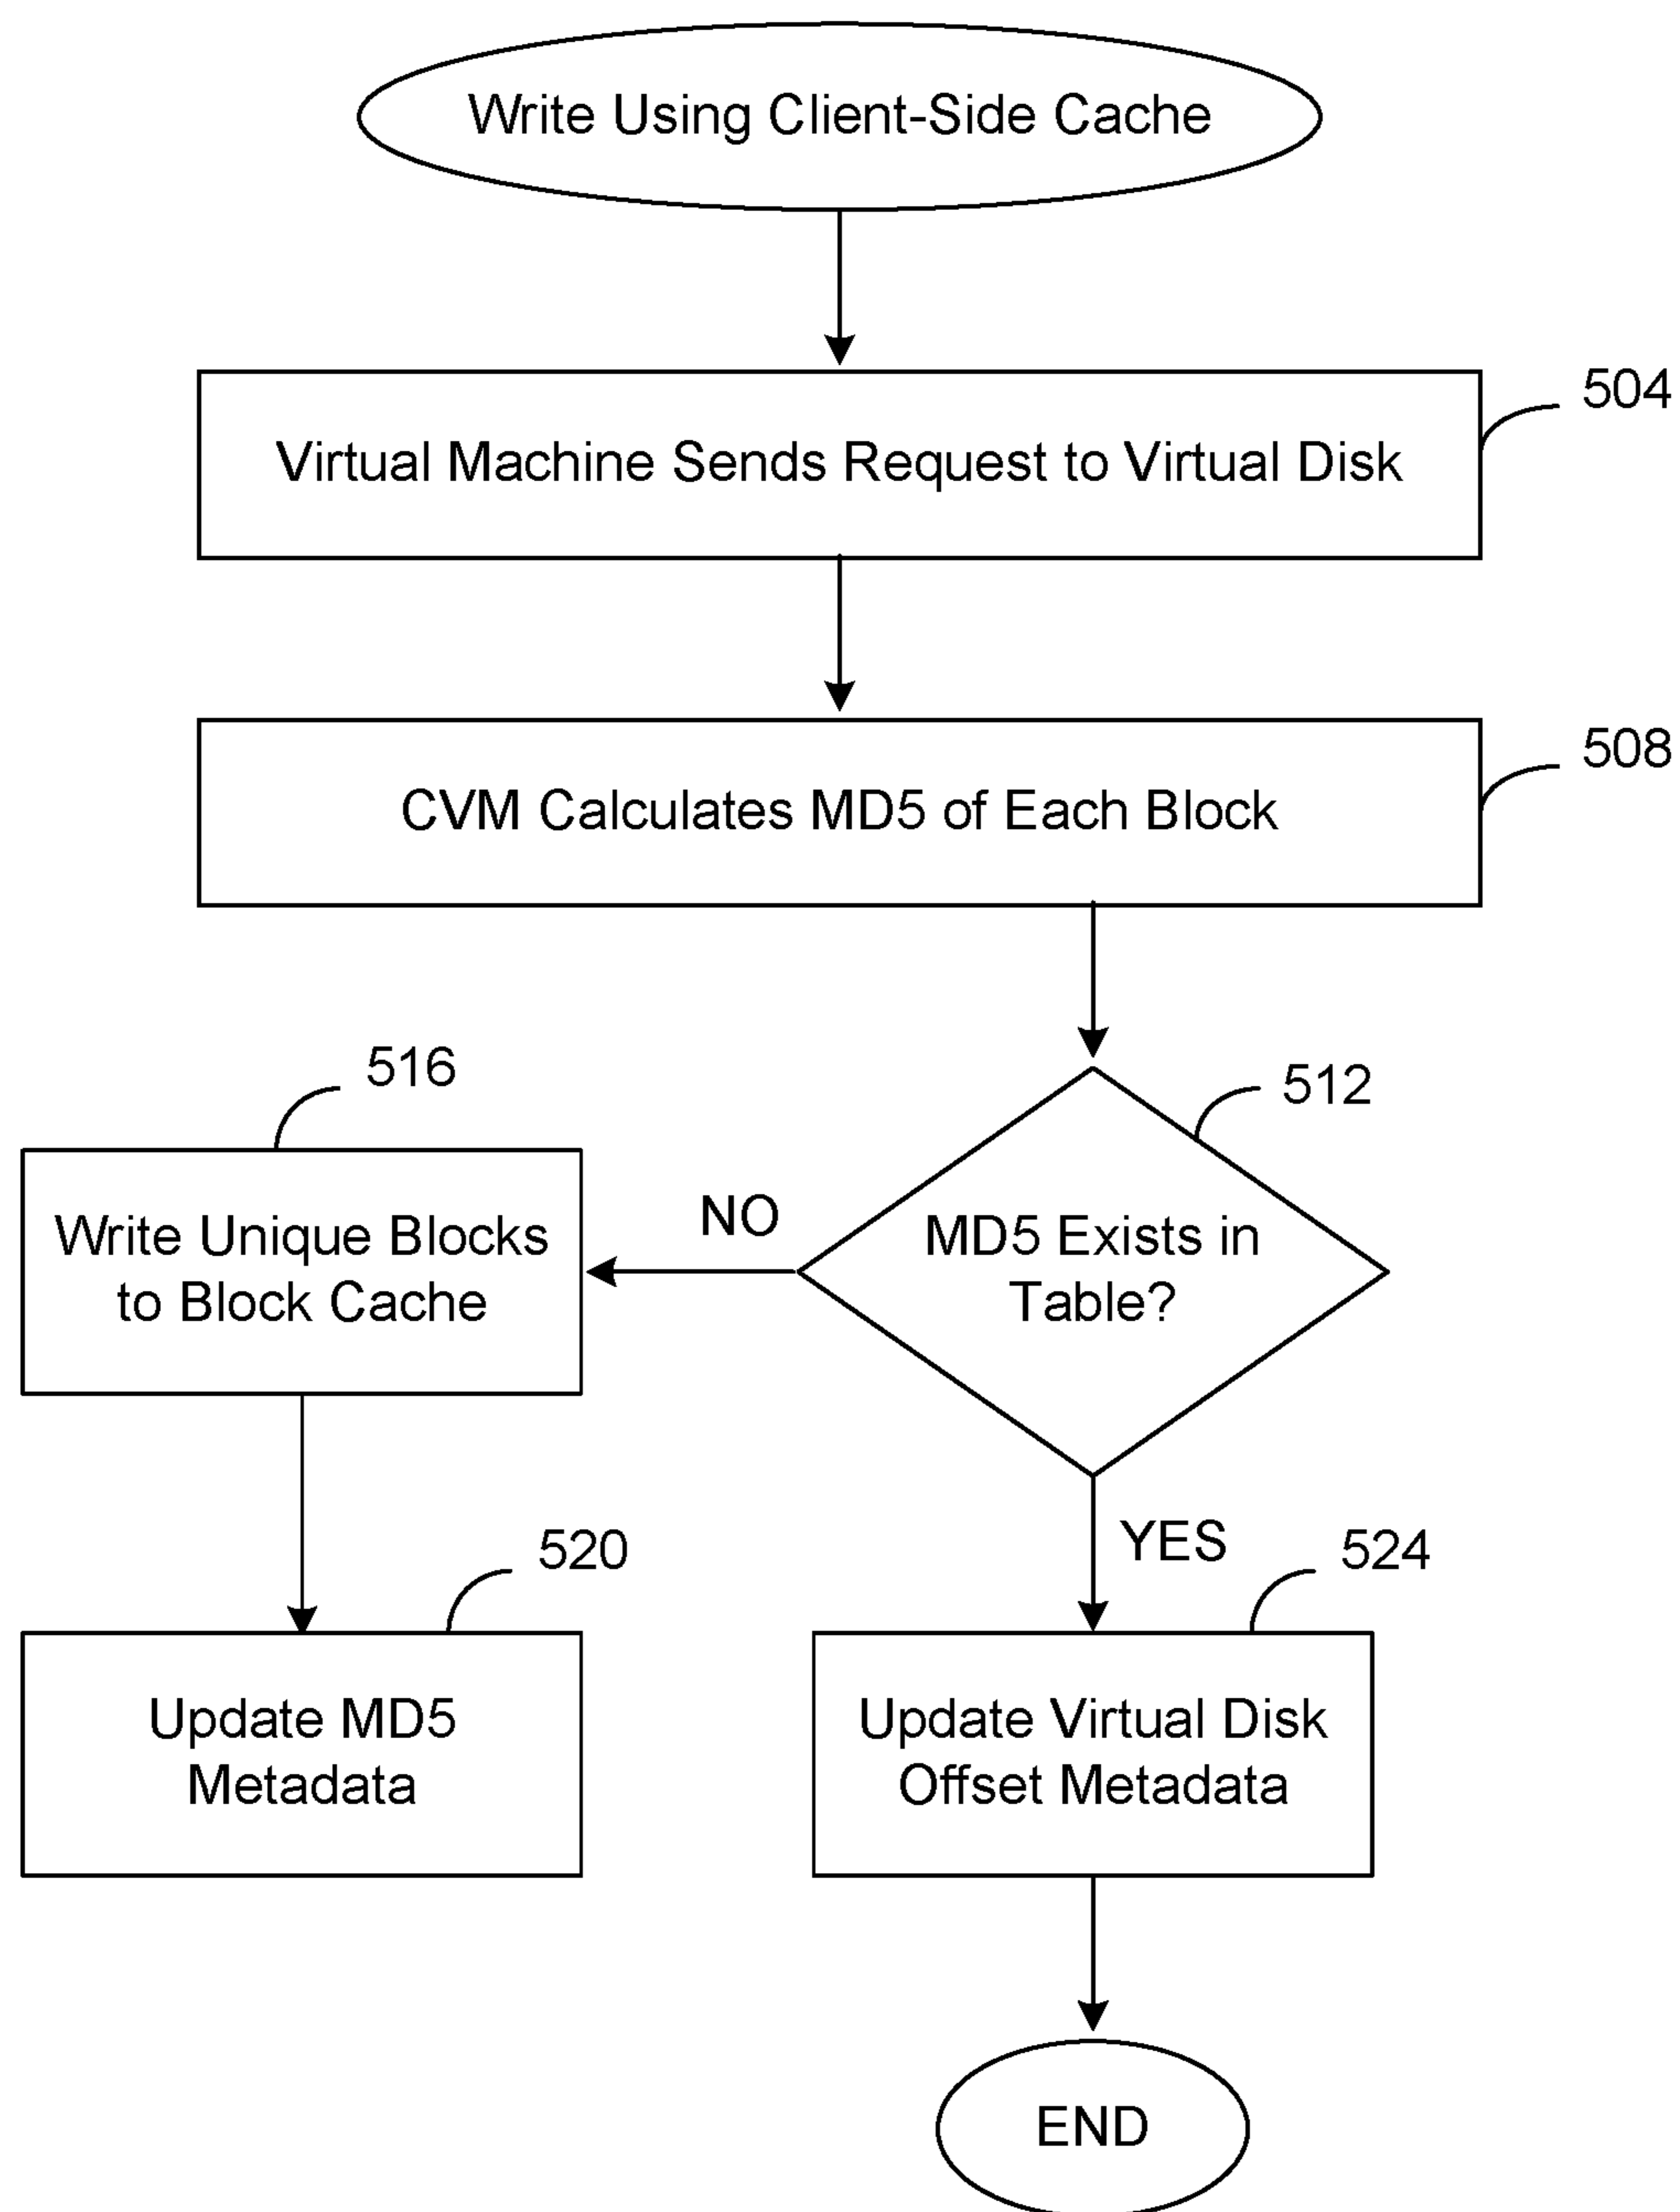 Write Using Client-Side Cache
504
Virtual Machine Sends Request to Virtual Disk
508
CVM Calculates MD5 of Each Block
516
512
Write Unique Blocks
to Block Cache
NO
MD5 Exists in
Table?
520
YES
524
Update MD5
Metadata
Update Virtual Disk
Offset Metadata
END